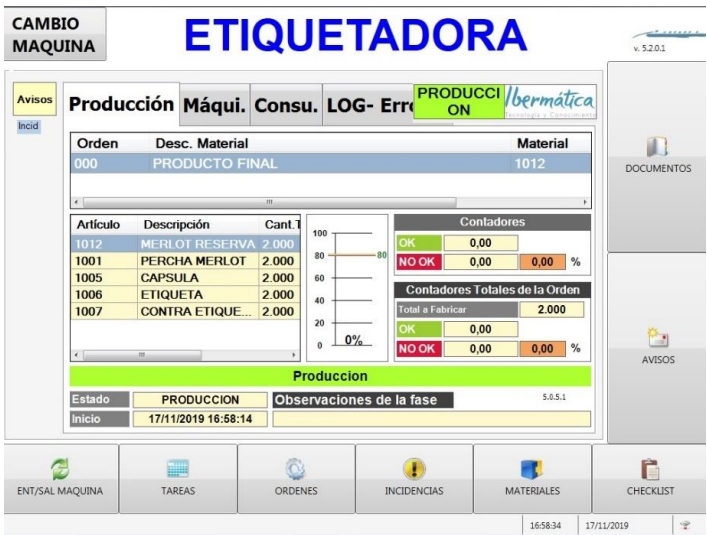 CAMBIO
MAQUINA
ETIQUETADORA
v. 5.2.0.1
Avisos
Incid
Producción Máqui. Consu. LOG- Erro
PRODUCCI
ON
Ibermática
Tecnología y Conocimiento
Orden Desc. Material Material
000 PRODUCTO FINAL 1012
Artículo Descripción Cant.T
1012 MERLOT RESERVA 2.000
1001 PERCHA MERLOT 2.000
1005 CAPSULA 2.000
1006 ETIQUETA 2.000
1007 CONTRA ETIQUE... 2.000
100
80 80
60
40
20
0 0%
Contadores
OK 0,00
NO OK 0,00 0,00 %
Contadores Totales de la Orden
Total a Fabricar 2.000
OK 0,00
NO OK 0,00 0,00 %
Produccion
Estado PRODUCCION Observaciones de la fase 5.0.5.1
Inicio 17/11/2019 16:58:14
DOCUMENTOS
AVISOS
ENT/SAL MAQUINA TAREAS ORDENES INCIDENCIAS MATERIALES CHECKLIST
16:58:34 17/11/2019